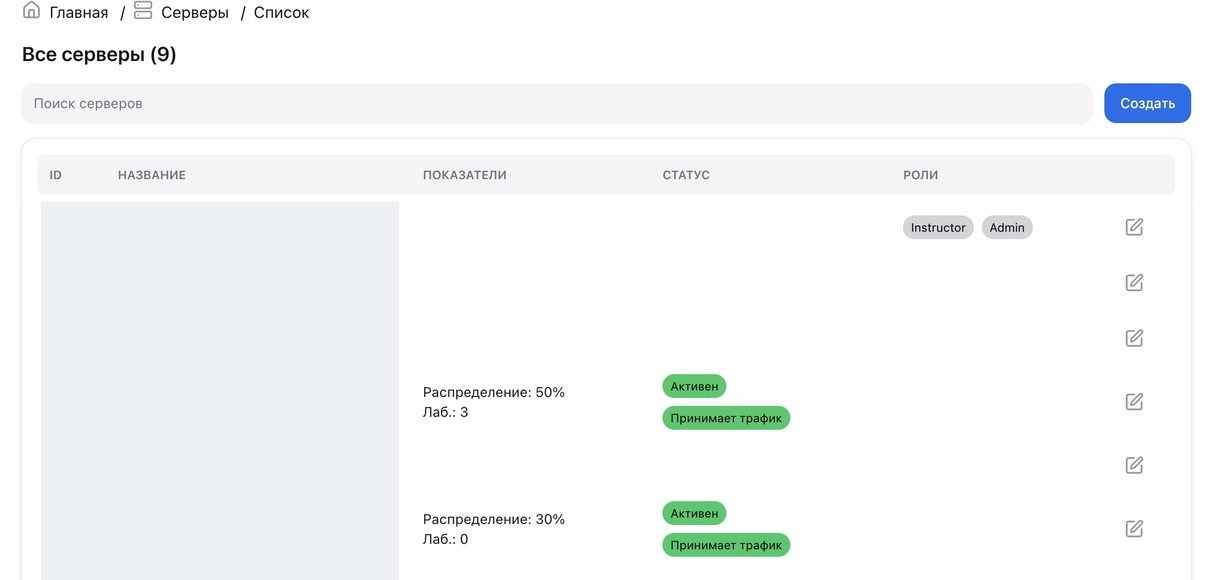 Главная / Серверы / Список
Все серверы (9)
Поиск серверов
Создать
ID НАЗВАНИЕ ПОКАЗАТЕЛИ СТАТУС РОЛИ
Instructor Admin
Распределение: 50%
Лаб.: 3
Активен
Принимает трафик
Распределение: 30%
Лаб.: 0
Активен
Принимает трафик